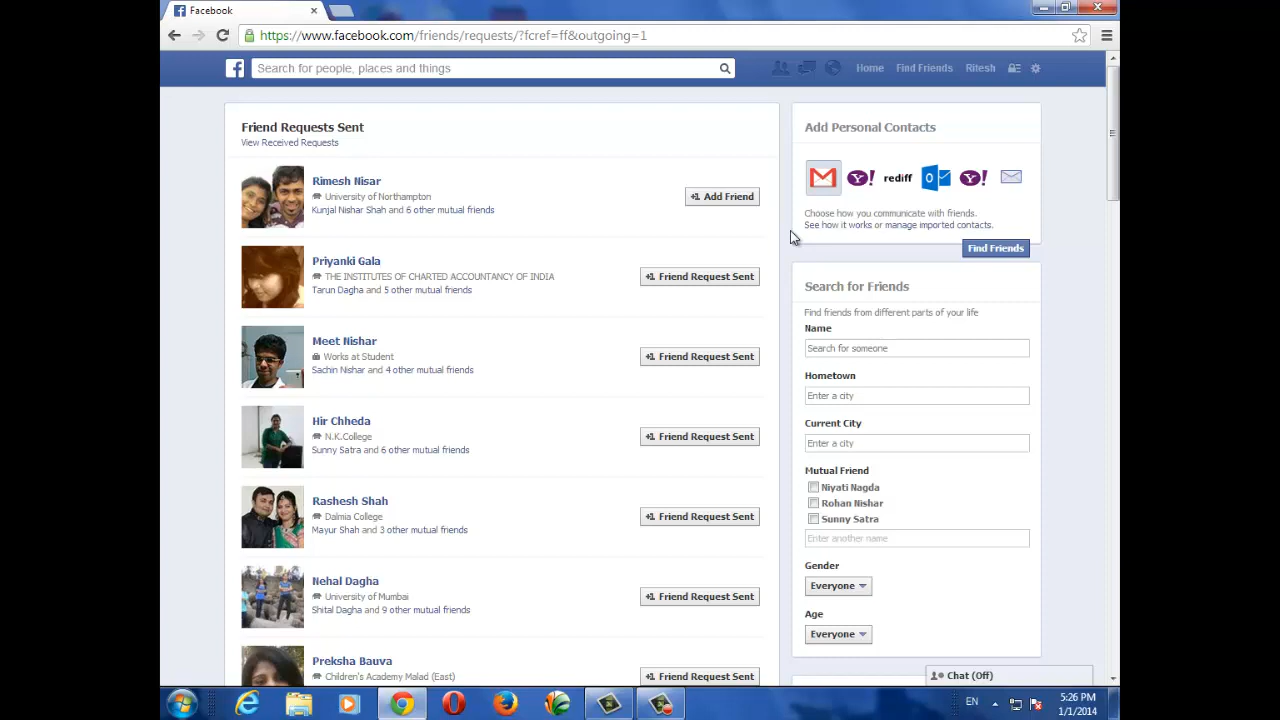 Facebook
https://www.facebook.com/friends/requests/?fcref=ff&outgoing=1
f
Search for people, places and things
Home
Find Friends
Ritesh
Friend Requests Sent
View Received Requests
Rimesh Nisar
University of Northampton
Kunjal Nishar Shah and 6 other mutual friends
+1 Add Friend
Priyanki Gala
THE INSTITUTES OF CHARTED ACCOUNTANCY OF INDIA
Tarun Dagha and 5 other mutual friends
+1 Friend Request Sent
Meet Nishar
Works at Student
Sachin Nishar and 4 other mutual friends
+1 Friend Request Sent
Hir Chheda
N.K.College
Sunny Satra and 6 other mutual friends
+1 Friend Request Sent
Rashesh Shah
Dalmia College
Mayur Shah and 3 other mutual friends
+1 Friend Request Sent
Nehal Dagha
University of Mumbai
Shital Dagha and 9 other mutual friends
+1 Friend Request Sent
Preksha Bauva
Children's Academy Malad (East)
+1 Friend Request Sent
Add Personal Contacts
Y! rediff o Y!
Choose how you communicate with friends.
See how it works or manage imported contacts.
Find Friends
Search for Friends
Find friends from different parts of your life
Name
Search for someone
Hometown
Enter a city
Current City
Enter a city
Mutual Friend
Niyati Nagda
Rohan Nishar
Sunny Satra
Enter another name
Gender
Everyone
Age
Everyone
Chat (Off)
EN
5:26 PM
1/1/2014